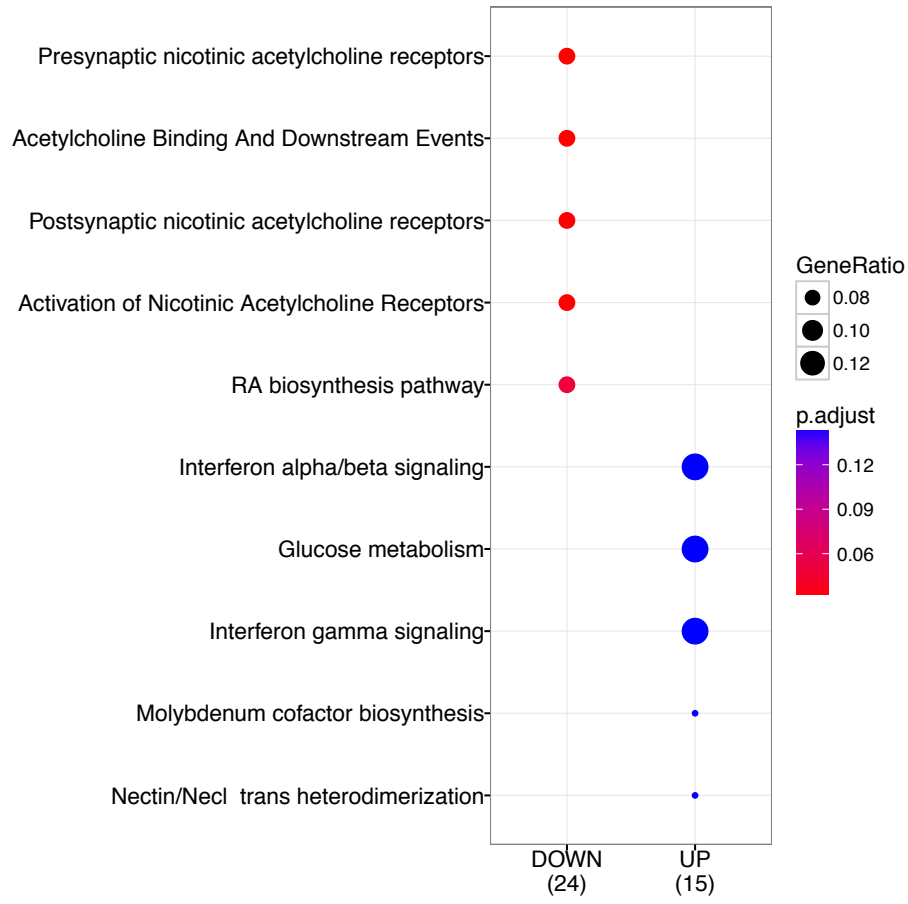 Presynaptic nicotinic acetylcholine receptors
Acetylcholine Binding And Downstream Events
Postsynaptic nicotinic acetylcholine receptors
Activation of Nicotinic Acetylcholine Receptors
RA biosynthesis pathway
Interferon alpha/beta signaling
Glucose metabolism
Interferon gamma signaling
Molybdenum cofactor biosynthesis
Nectin/Necl  trans heterodimerization
DOWN
(24)
UP
(15)
GeneRatio
0.08
0.10
0.12
p.adjust
0.12
0.09
0.06